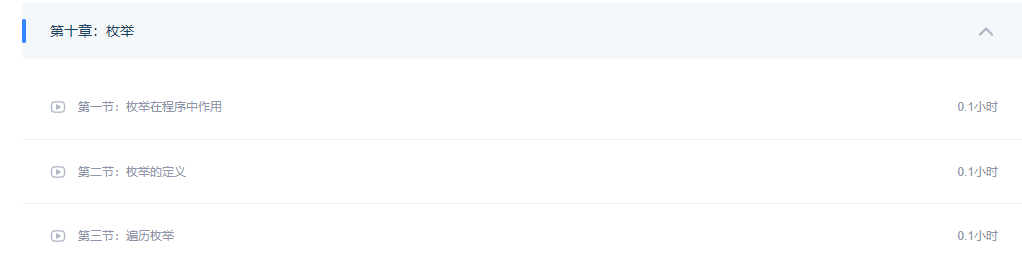 第十章：枚举
第一节：枚举在程序中作用
0.1小时
第二节：枚举的定义
0.1小时
第三节：遍历枚举
0.1小时